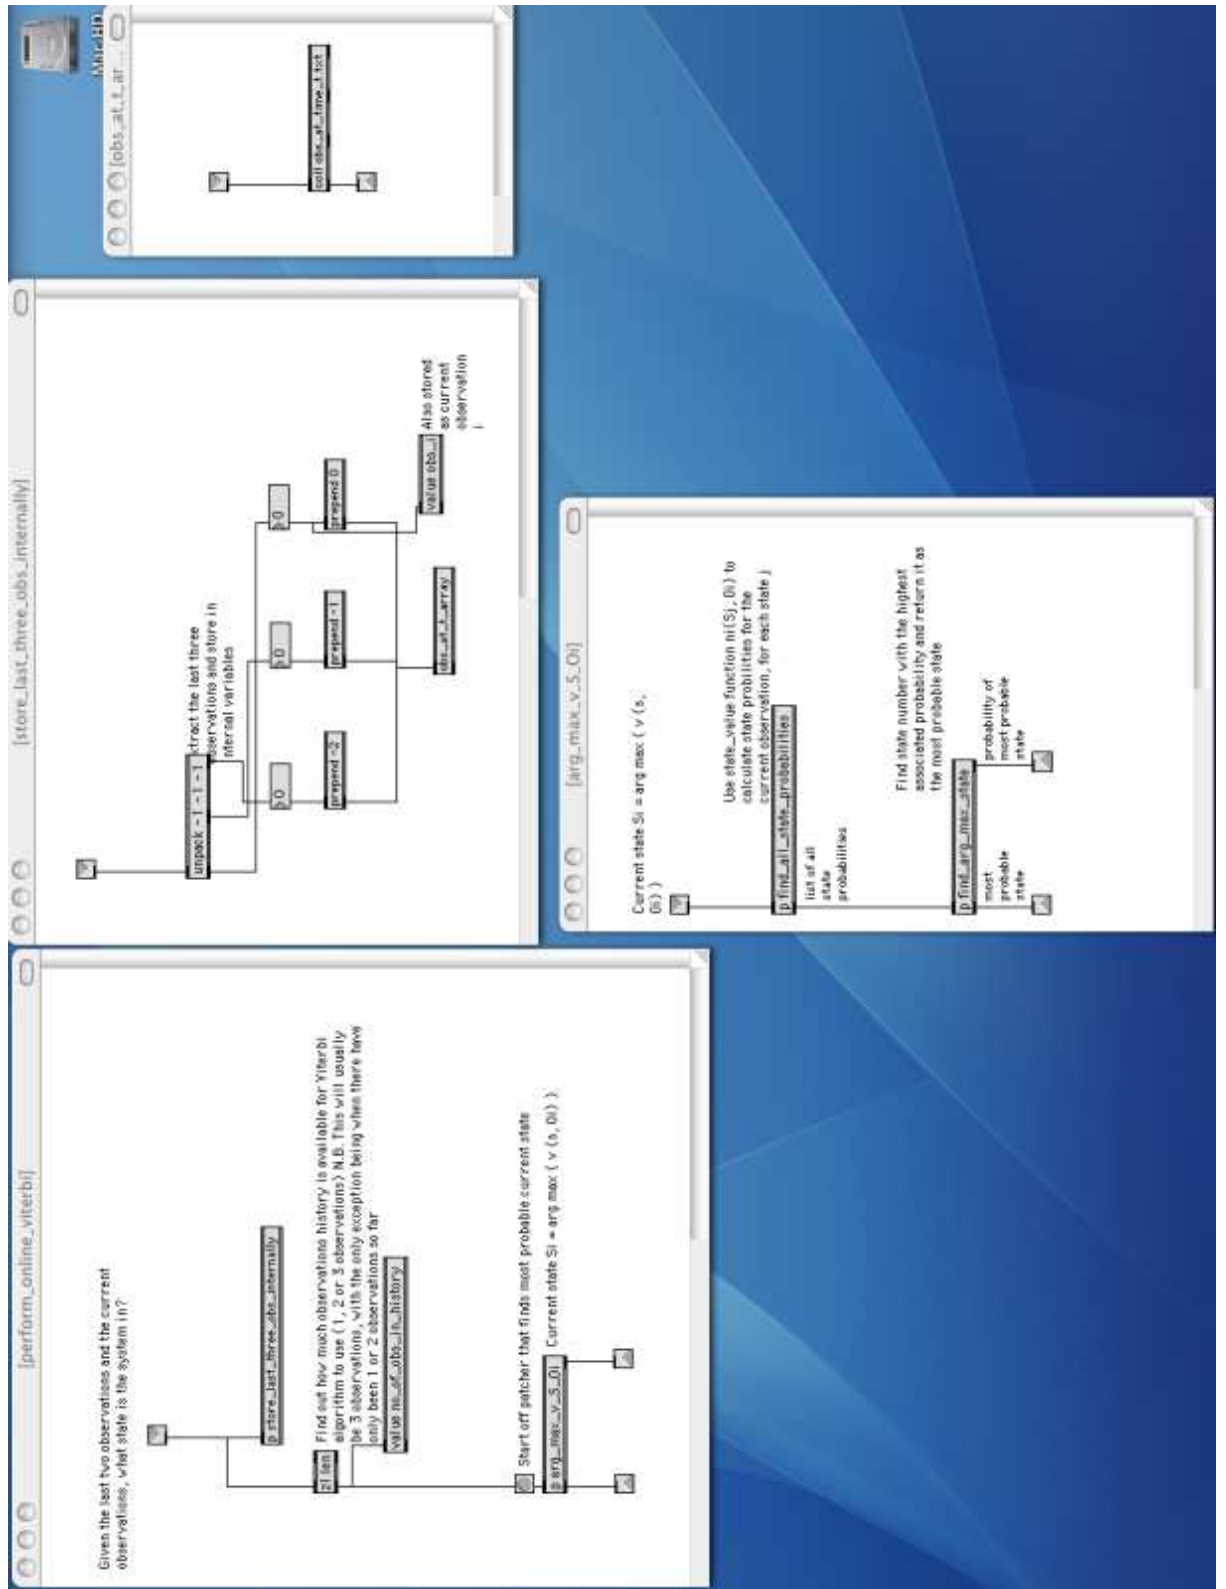 [perform_online_viterbi]
Given the last two observations and the current
observations, what state is the system in?
p store_last_three_obs_internally
zl len
Find out how much observations history is available for Viterbi
algorithm to use (1, 2 or 3 observations) N.B. This will usually
be 3 observations, with the only exception being when there have
only been 1 or 2 observations so far
value no_of_obs_in_history
Start off patcher that finds most probable current state
p arg_max_v_S_Oi
Current state Si = arg max ( v (s, Oi) )
[store_last_three_obs_internally]
unpack -1 -1 -1
xtract the last three
bservations and store in
nternal variables
0
0
0
prepend -2
prepend -1
prepend 0
obs_at_t_array
value obs_i
Also stored
as current
observation
i
[obs_at_t_ar...
coll obs_at_time_t.txt
Mac HD
[arg_max_v_S_Oi]
Current state Si = arg max ( v (s,
Oi) )
Use state_value function ni(Sj, Oi) to
calculate state probilities for the
current observation, for each state j
p find_all_state_probabilities
list of all
state
probabilities
Find state number with the highest
associated probability and return it as
the most probable state
p find_arg_max_state
most
probable
state
probability of
most probable
state